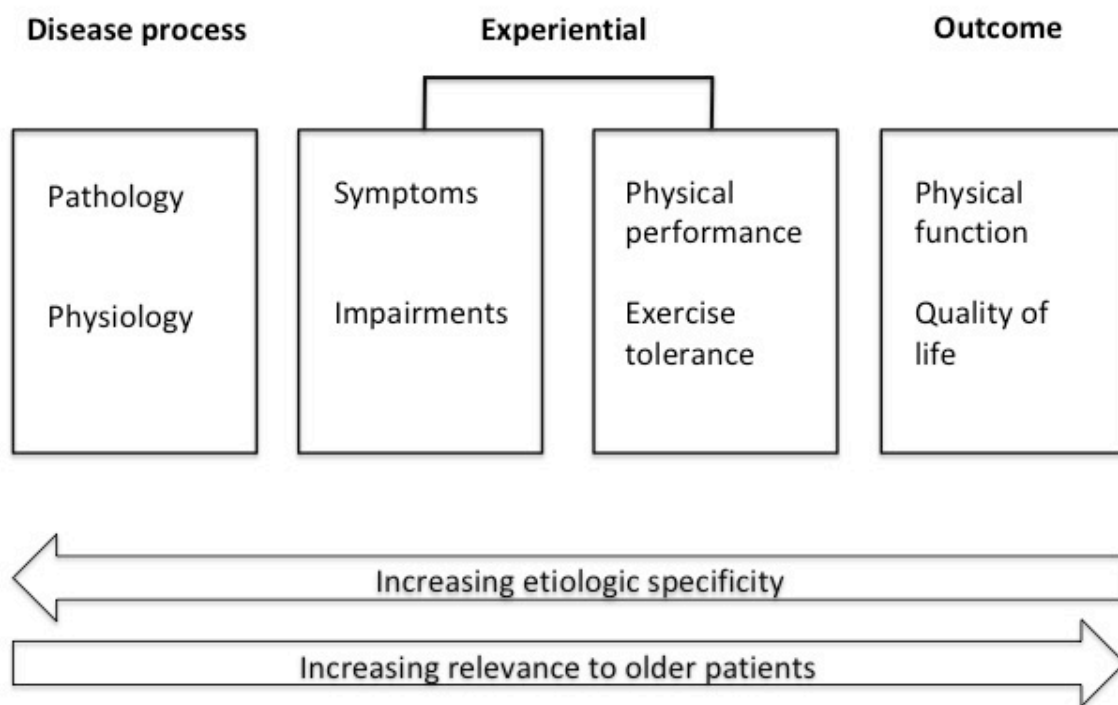 Disease process
Experiential
Outcome
Pathology
Physiology
Symptoms
Impairments
Physical
performance
Exercise
tolerance
Physical
function
Quality of
life
Increasing etiologic specificity
Increasing relevance to older patients